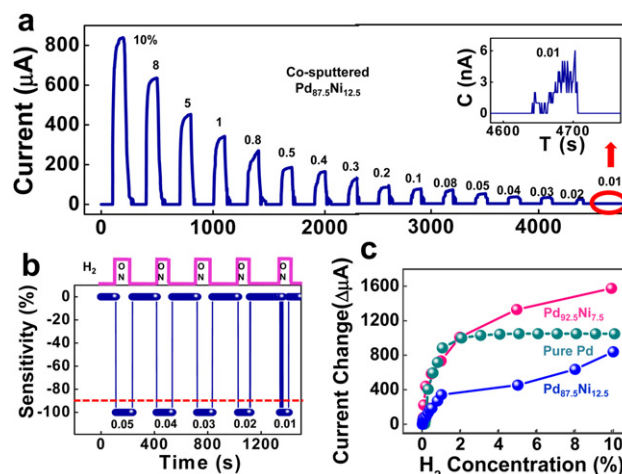 a
Current (μA)
800
600
400
200
0
10%
8
5
1
0.8
0.5
0.4
0.3
0.2
0.1
0.08
0.05
0.04
0.03
0.02
0.01
Co-sputtered
Pd87.5Ni12.5
C (nA)
6
3
0
0.01
4600
4700
T (s)
0
1000
2000
3000
4000
b
H2
ON
ON
ON
ON
ON
Sensitivity (%)
0
-20
-40
-60
-80
-100
0.05
0.04
0.03
0.02
0.01
0
400
800
1200
Time (s)
c
Current Change(ΔμA)
1600
1200
800
400
0
Pd92.5Ni7.5
Pure Pd
Pd87.5Ni12.5
0
2
4
6
8
10
H2 Concentration (%)